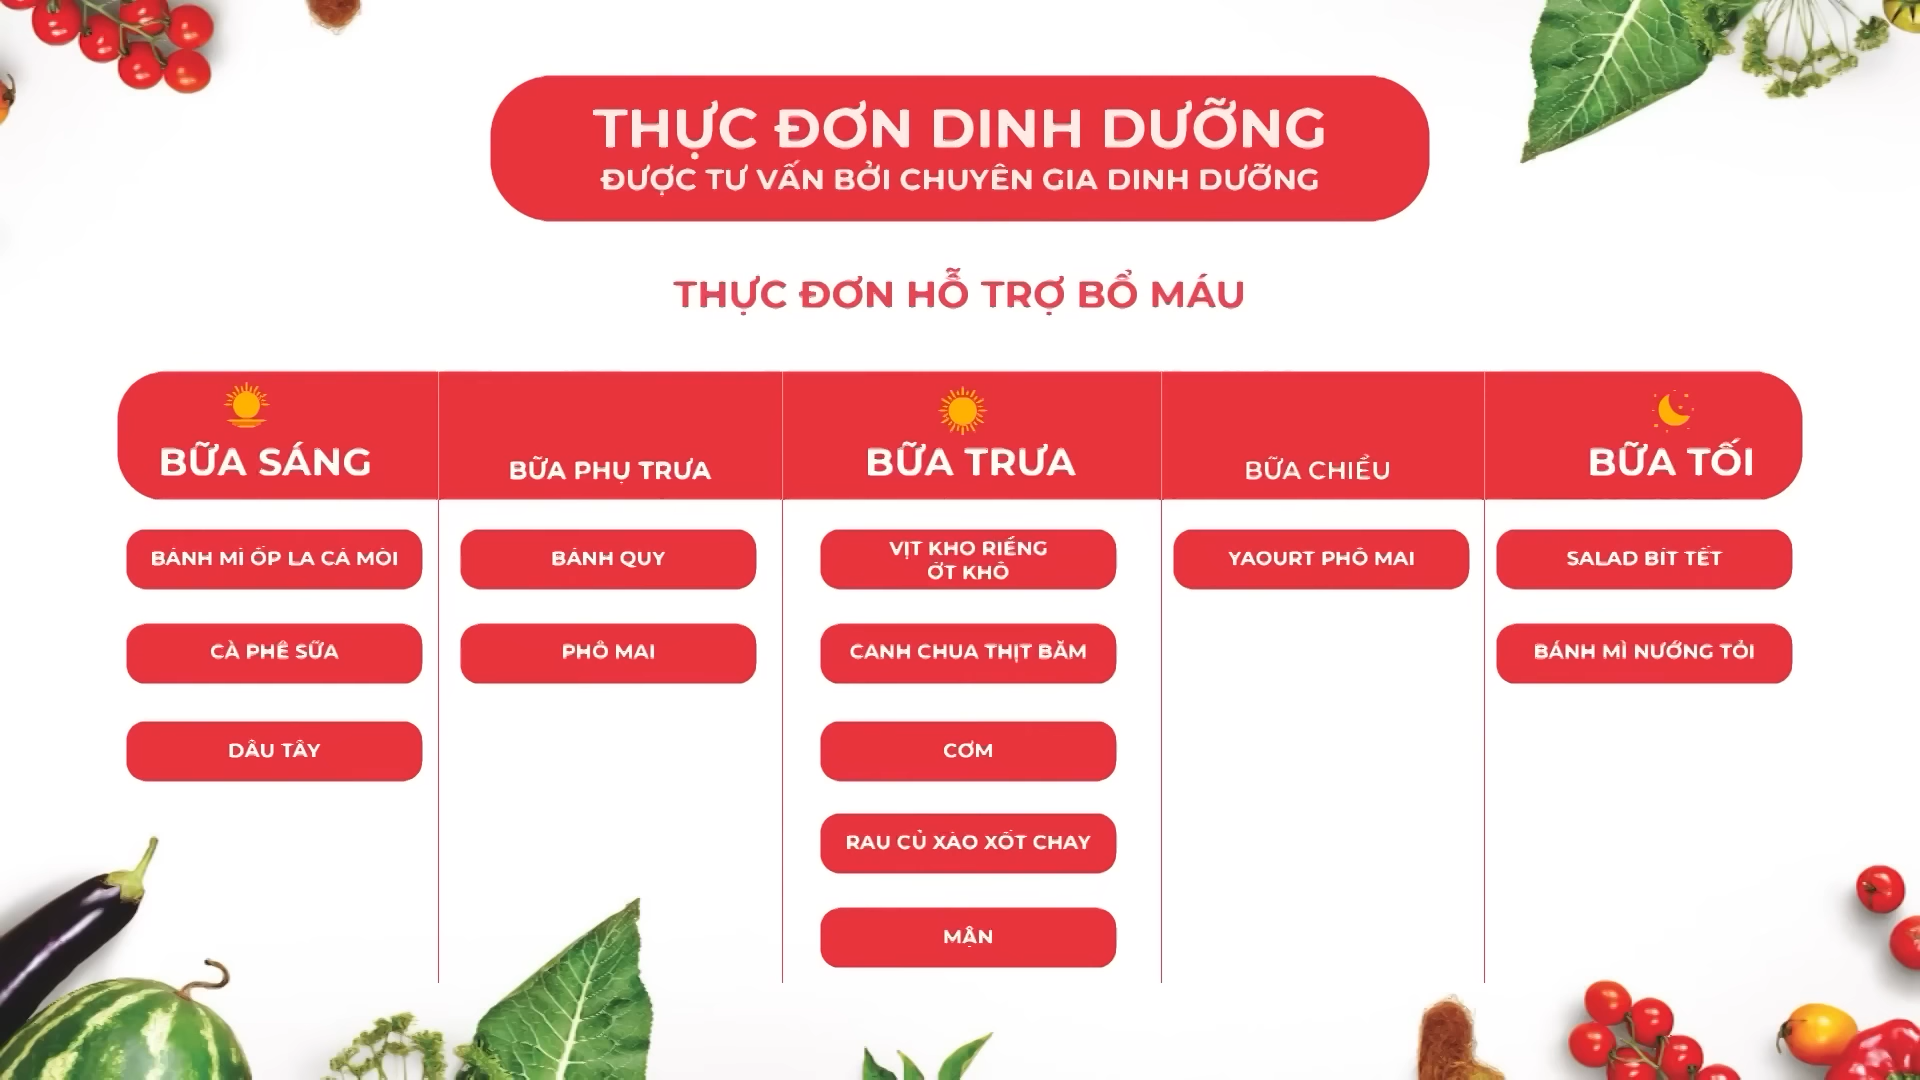 THỰC ĐƠN DINH DƯỠNG
ĐƯỢC TƯ VẤN BỞI CHUYÊN GIA DINH DƯỠNG
THỰC ĐƠN HỖ TRỢ BỔ MÁU
BỮA SÁNG
BỮA PHỤ TRƯA
BỮA TRƯA
BỮA CHIỀU
BỮA TỐI
BÁNH MÌ ỐP LA CÁ MÒI
CÀ PHÊ SỮA
DÂU TÂY
BÁNH QUY
PHÔ MAI
VỊT KHO RIỀNG
ỚT KHÔ
CANH CHUA THỊT BẰM
CƠM
RAU CỦ XÀO XỐT CHAY
MẬN
YAOURT PHÔ MAI
SALAD BÍT TẾT
BÁNH MÌ NƯỚNG TỎI